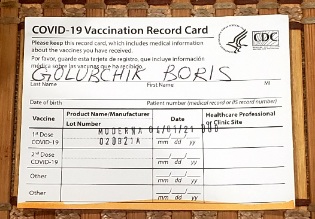 COVID-19 Vaccination Record Card
Please keep this record card, which includes medical information
about the vaccines you have received.
Por favor, guarde esta tarjeta de registro, que incluye información
médica sobre las vacunas que ha recibido.
CDC
GOLUBCHIK BORIS
Last Name First Name MI
Date of birth Patient number (medical record or IIS record number)
Vaccine Product Name/Manufacturer Date Healthcare Professional
Lot Number or Clinic Site
1st Dose MODERNA
COVID-19 mm dd yy
2nd Dose
COVID-19 mm dd yy
Other
mm dd yy
Other
mm dd yy